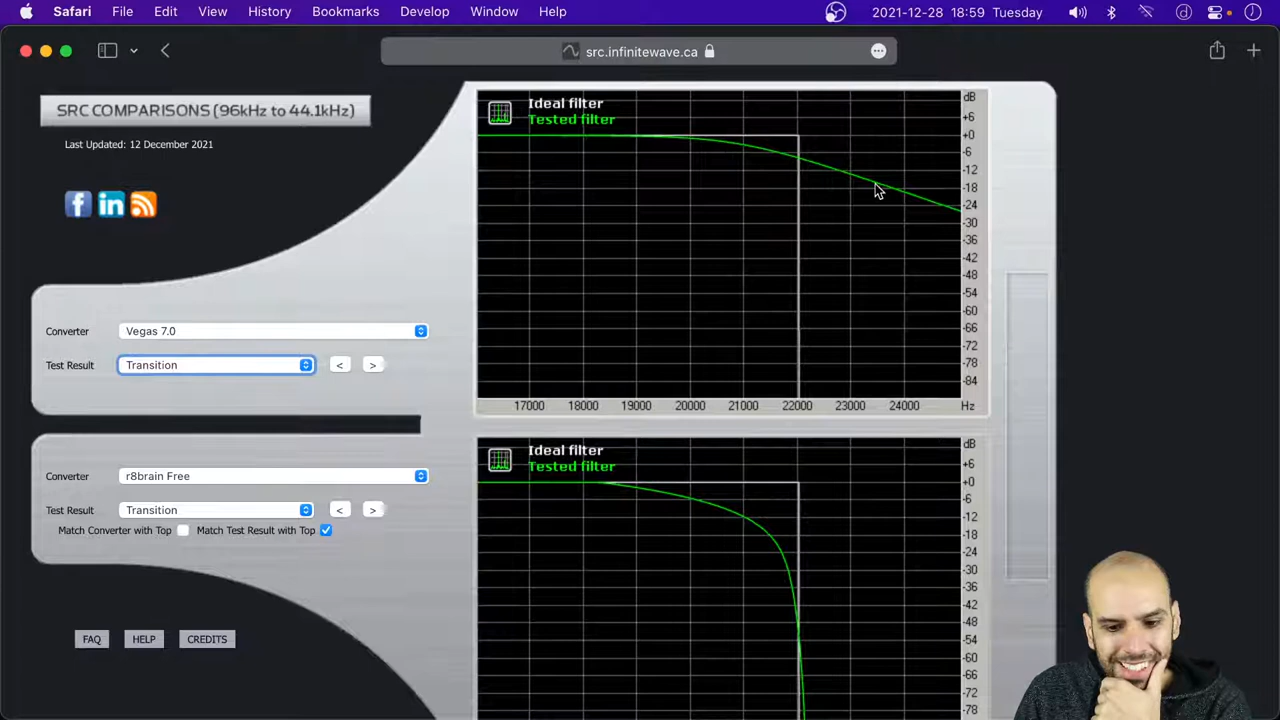 Safari File Edit View History Bookmarks Develop Window Help 2021-12-28 18:59 Tuesday
src.infinitewave.ca
SRC COMPARISONS (96kHz to 44.1kHz)
Last Updated: 12 December 2021
Converter Vegas 7.0
Test Result Transition < >
Converter r8brain Free
Test Result Transition < >
Match Converter with Top Match Test Result with Top
FAQ HELP CREDITS
Ideal filter
Tested filter
dB
+6
+0
-6
-12
-18
-24
-30
-36
-42
-48
-54
-60
-66
-72
-78
-84
17000 18000 19000 20000 21000 22000 23000 24000 Hz
Ideal filter
Tested filter
dB
+6
+0
-6
-12
-18
-24
-30
-36
-42
-48
-54
-60
-66
-72
-78